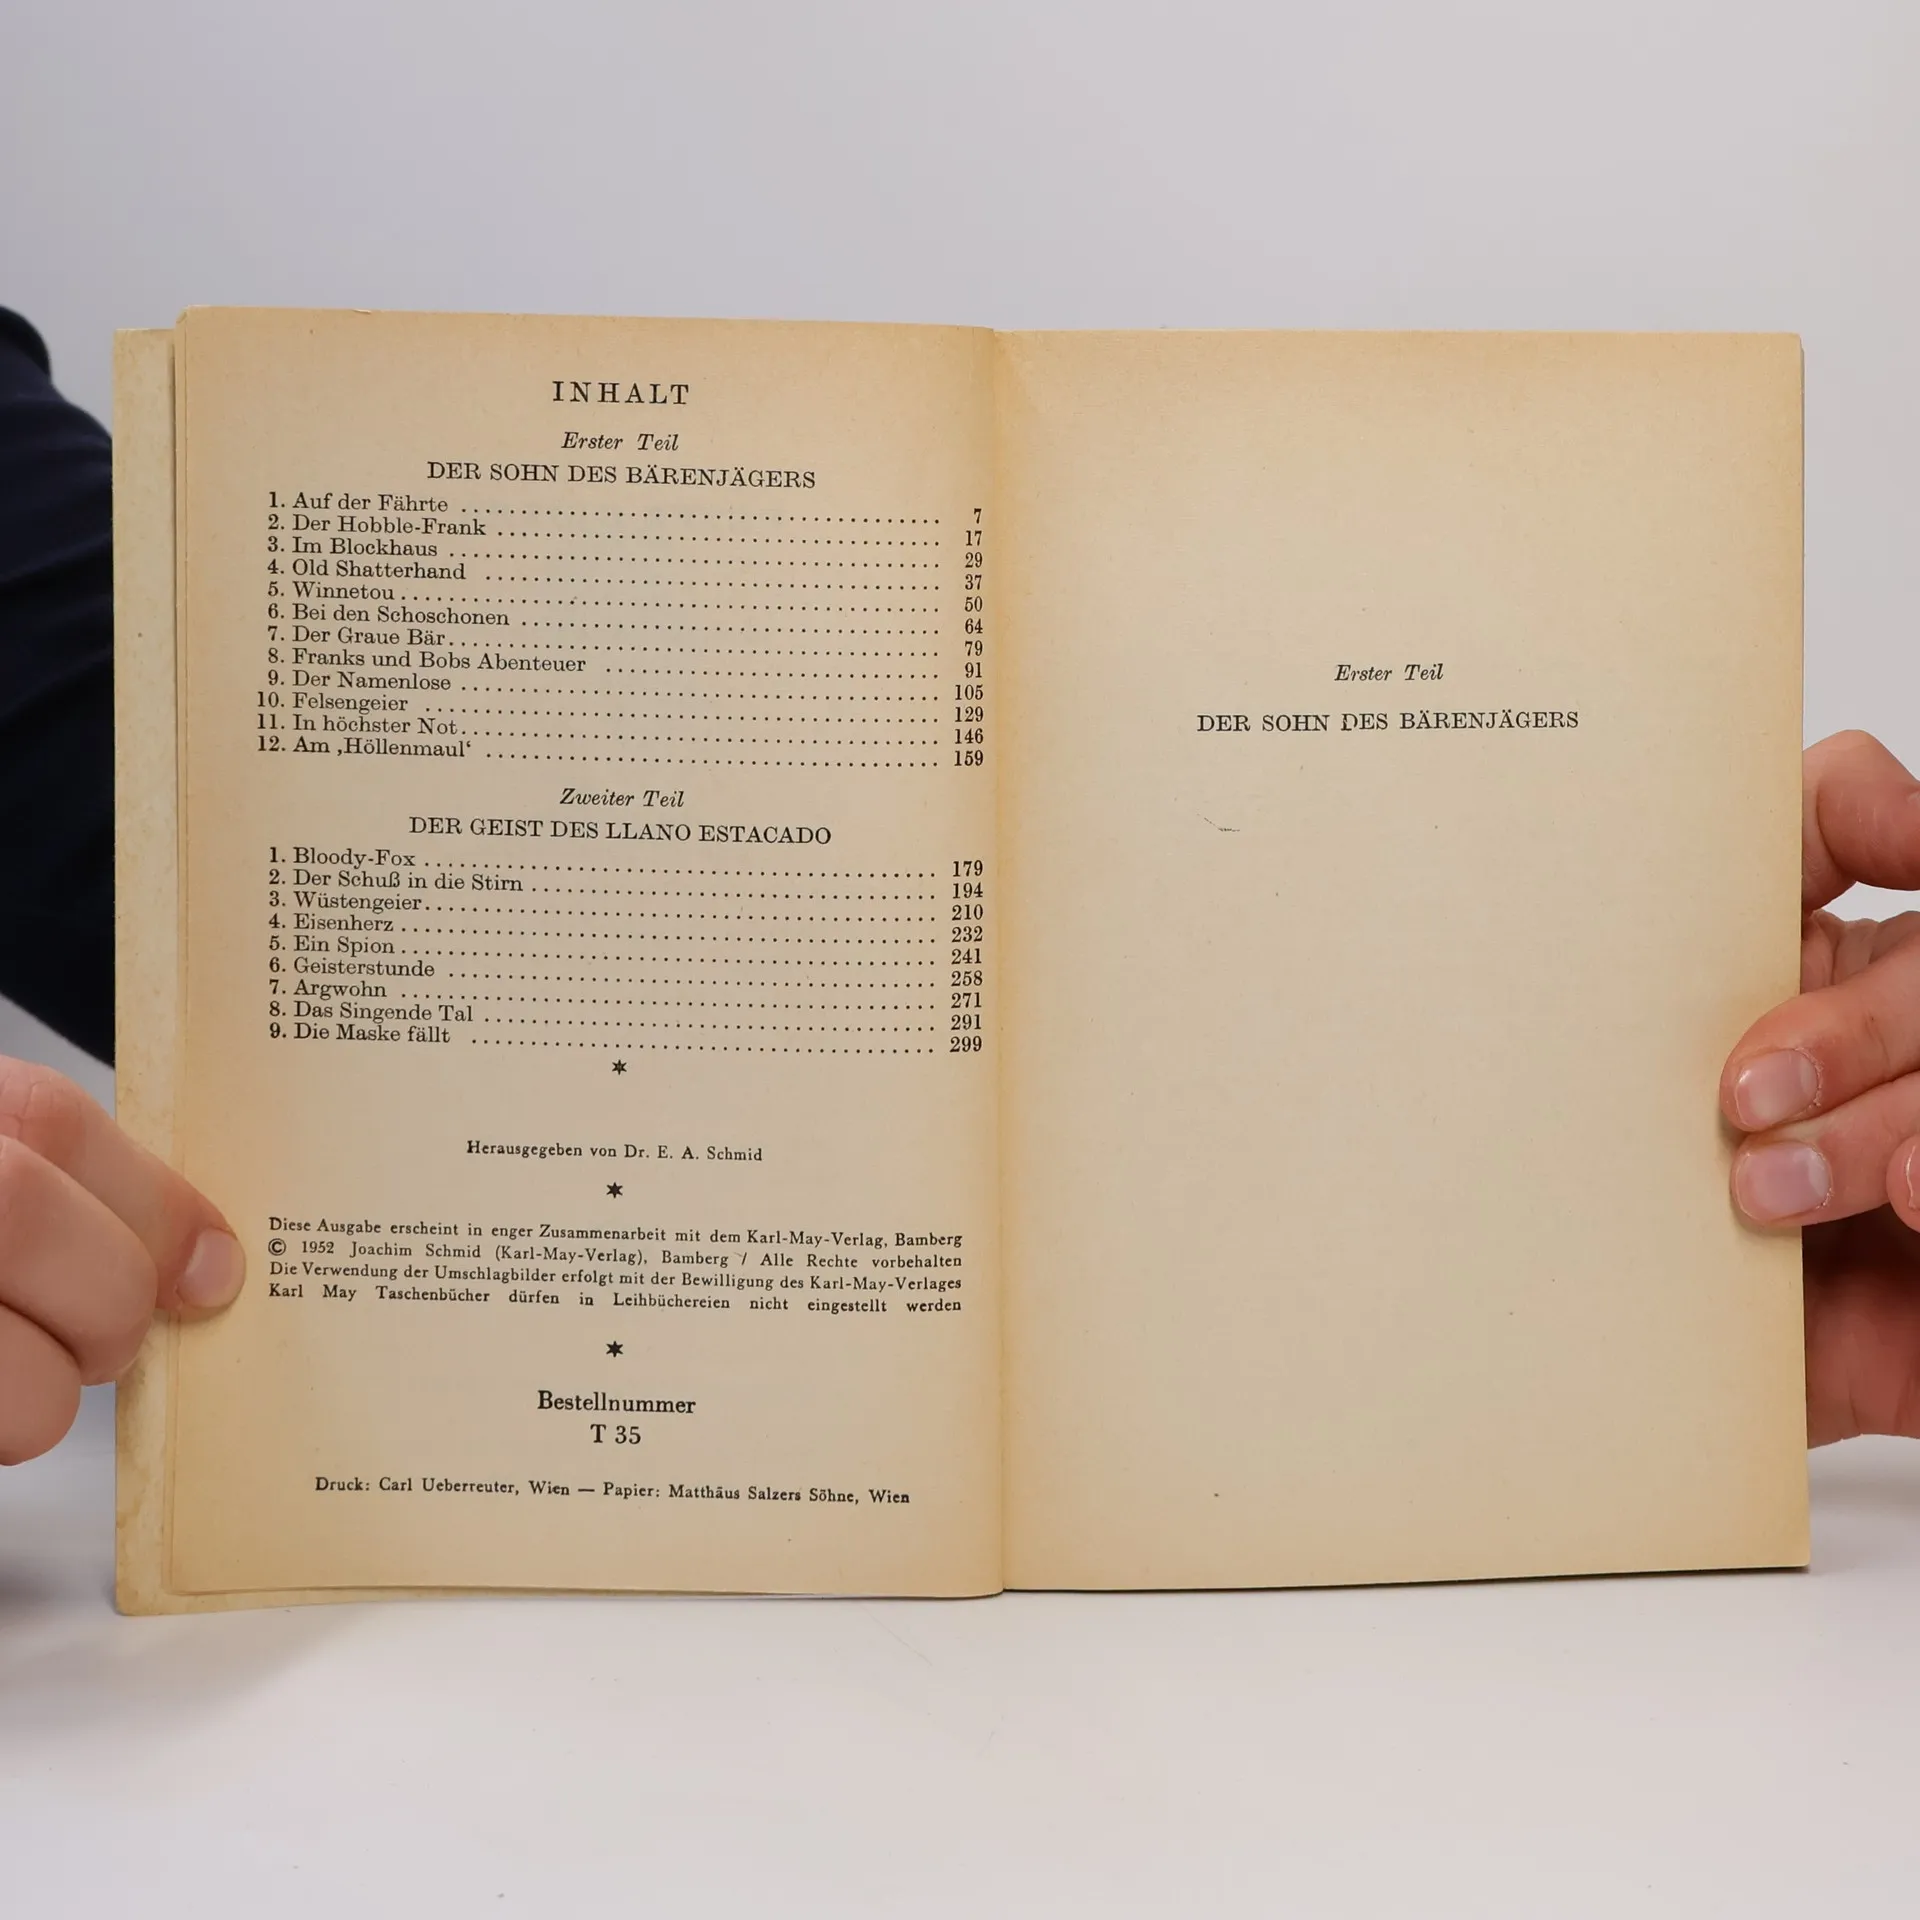 INHALT
Erster Teil
DER SOHN DES BÄRENJÄGERS
1. Auf der Fährte ........ 7
2. Der Hobble-Frank ........ 17
3. Im Blockhaus ........ 29
4. Old Shatterhand ........ 37
5. Winnetou ........ 50
6. Bei den Schoschonen ........ 64
7. Der Graue Bär ........ 79
8. Franks und Bobs Abenteuer ........ 91
9. Der Namenlose ........ 105
10. Felsengeier ........ 129
11. In höchster Not ........ 146
12. Am ‚Höllenmaul‘ ........ 159
Zweiter Teil
DER GEIST DES LLANO ESTACADO
1. Bloody-Fox ........ 179
2. Der Schuß in die Stirn ........ 194
3. Wüstengeier ........ 210
4. Eisenherz ........ 232
5. Ein Spion ........ 241
6. Geisterstunde ........ 258
7. Argwohn ........ 271
8. Das Singende Tal ........ 291
9. Die Maske fällt ........ 299
Herausgegeben von Dr. E. A. Schmid
Diese Ausgabe erscheint in enger Zusammenarbeit mit dem Karl-May-Verlag, Bamberg
© 1952 Joachim Schmid (Karl-May-Verlag), Bamberg / Alle Rechte vorbehalten
Die Verwendung der Umschlagbilder erfolgt mit der Bewilligung des Karl-May-Verlages
Karl May Taschenbücher dürfen in Leihbüchereien nicht eingestellt werden
Bestellnummer
T 35
Druck: Carl Ueberreuter, Wien — Papier: Matthäus Salzers Söhne, Wien
Erster Teil
DER SOHN DES BÄRENJÄGERS